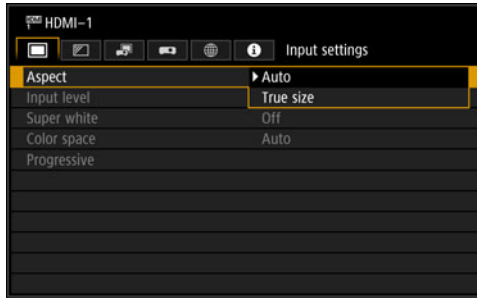 HDMI-1
Input settings
Aspect Auto
Input level True size
Super white Off
Color space Auto
Progressive